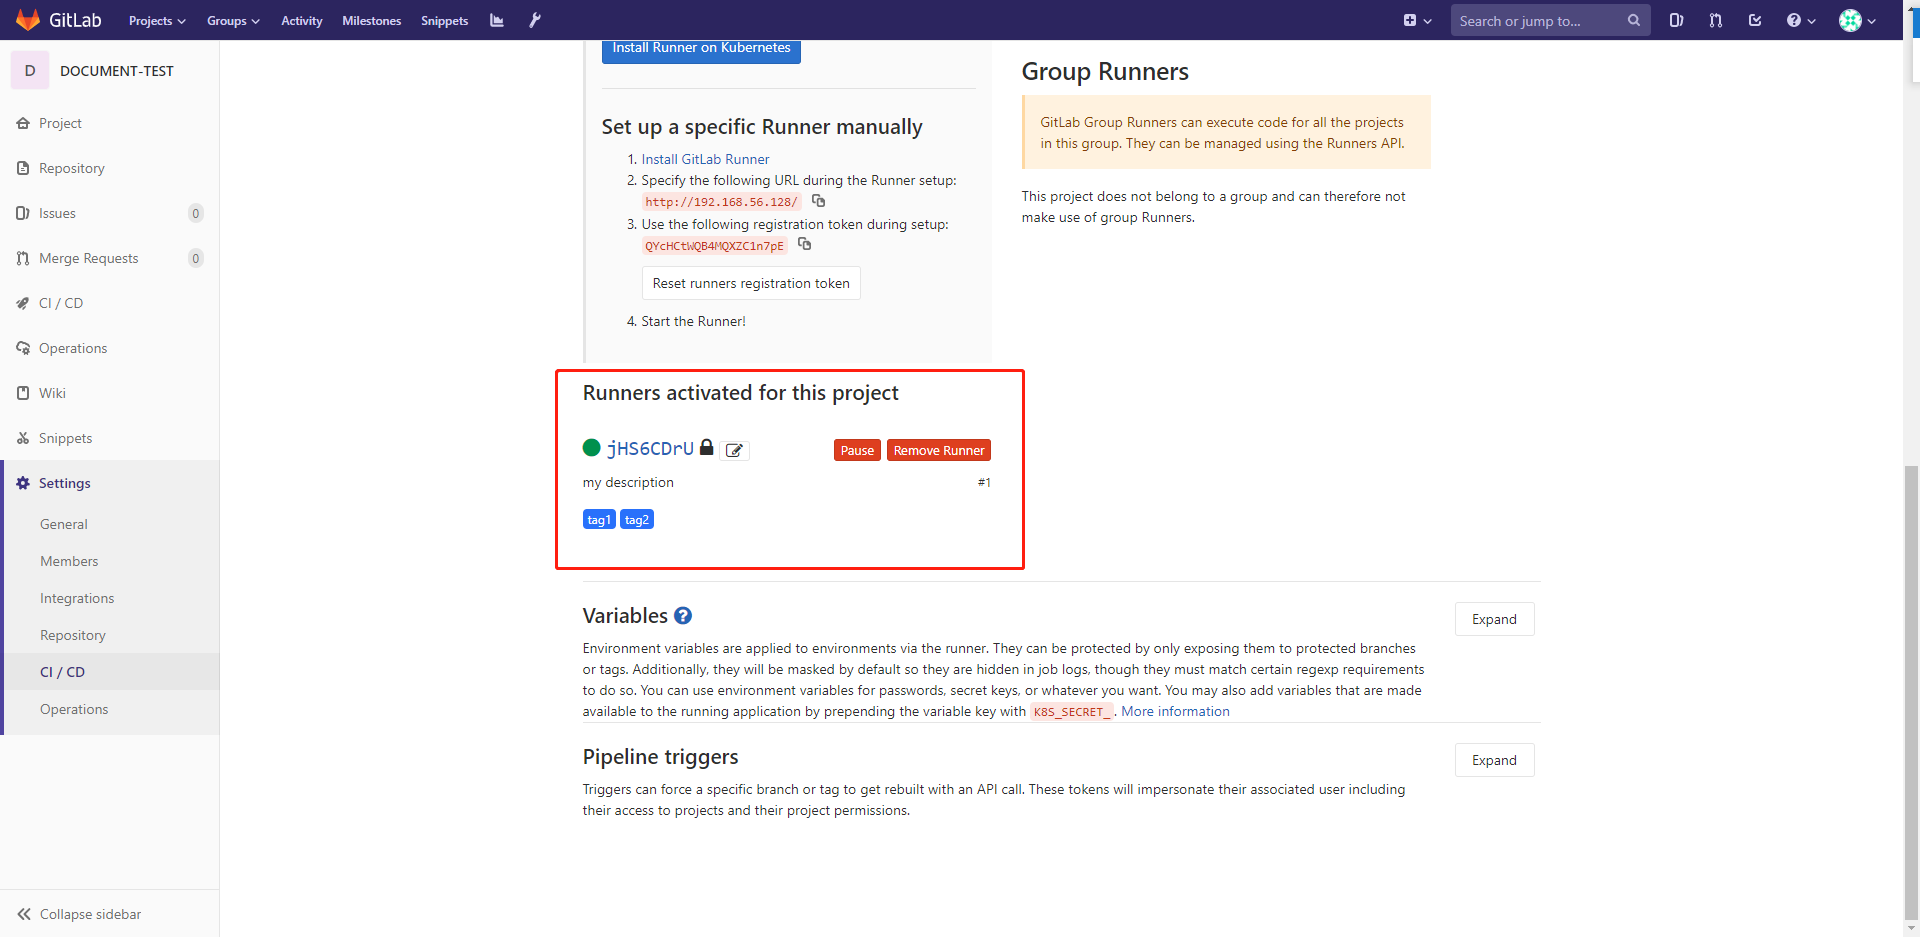 GitLab Projects Groups Activity Milestones Snippets Search or jump to...
D DOCUMENT-TEST
Project
Repository
Issues 0
Merge Requests 0
CI / CD
Operations
Wiki
Snippets
Settings
General
Members
Integrations
Repository
CI / CD
Operations
Collapse sidebar
Install Runner on Kubernetes
Set up a specific Runner manually
1. Install GitLab Runner
2. Specify the following URL during the Runner setup:
http://192.168.56.128/
3. Use the following registration token during setup:
QYcHCtWQB4MQXZC1n7pE
Reset runners registration token
4. Start the Runner!
Group Runners
GitLab Group Runners can execute code for all the projects
in this group. They can be managed using the Runners API.
This project does not belong to a group and can therefore not
make use of group Runners.
Runners activated for this project
jHS6CDrU Pause Remove Runner
my description #1
tag1 tag2
Variables ? Expand
Environment variables are applied to environments via the runner. They can be protected by only exposing them to protected branches
or tags. Additionally, they will be masked by default so they are hidden in job logs, though they must match certain regexp requirements
to do so. You can use environment variables for passwords, secret keys, or whatever you want. You may also add variables that are made
available to the running application by prepending the variable key with K8S_SECRET_. More information
Pipeline triggers Expand
Triggers can force a specific branch or tag to get rebuilt with an API call. These tokens will impersonate their associated user including
their access to projects and their project permissions.